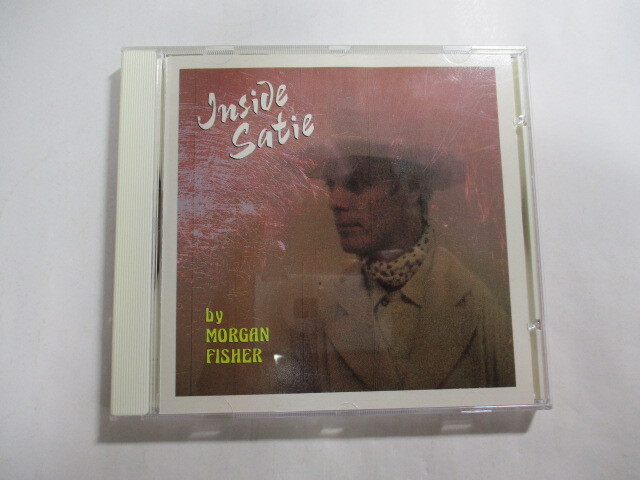 Inside
Satie
by
MORGAN
FISHER